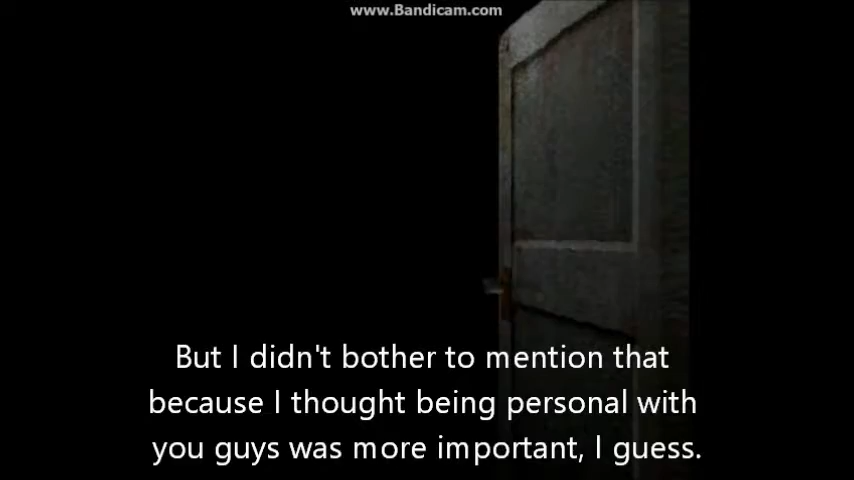 www.Bandicam.com
But I didn't bother to mention that
because I thought being personal with
you guys was more important, I guess.